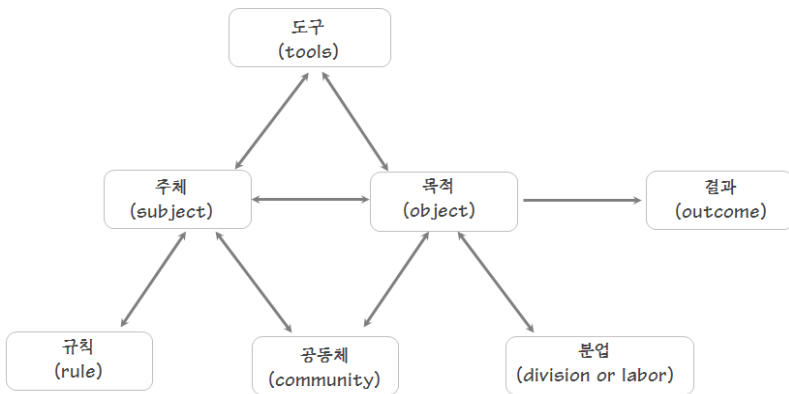 도구
(tools)
주체
(subject)
목적
(object)
결과
(outcome)
규칙
(rule)
공동체
(community)
분업
(division or labor)